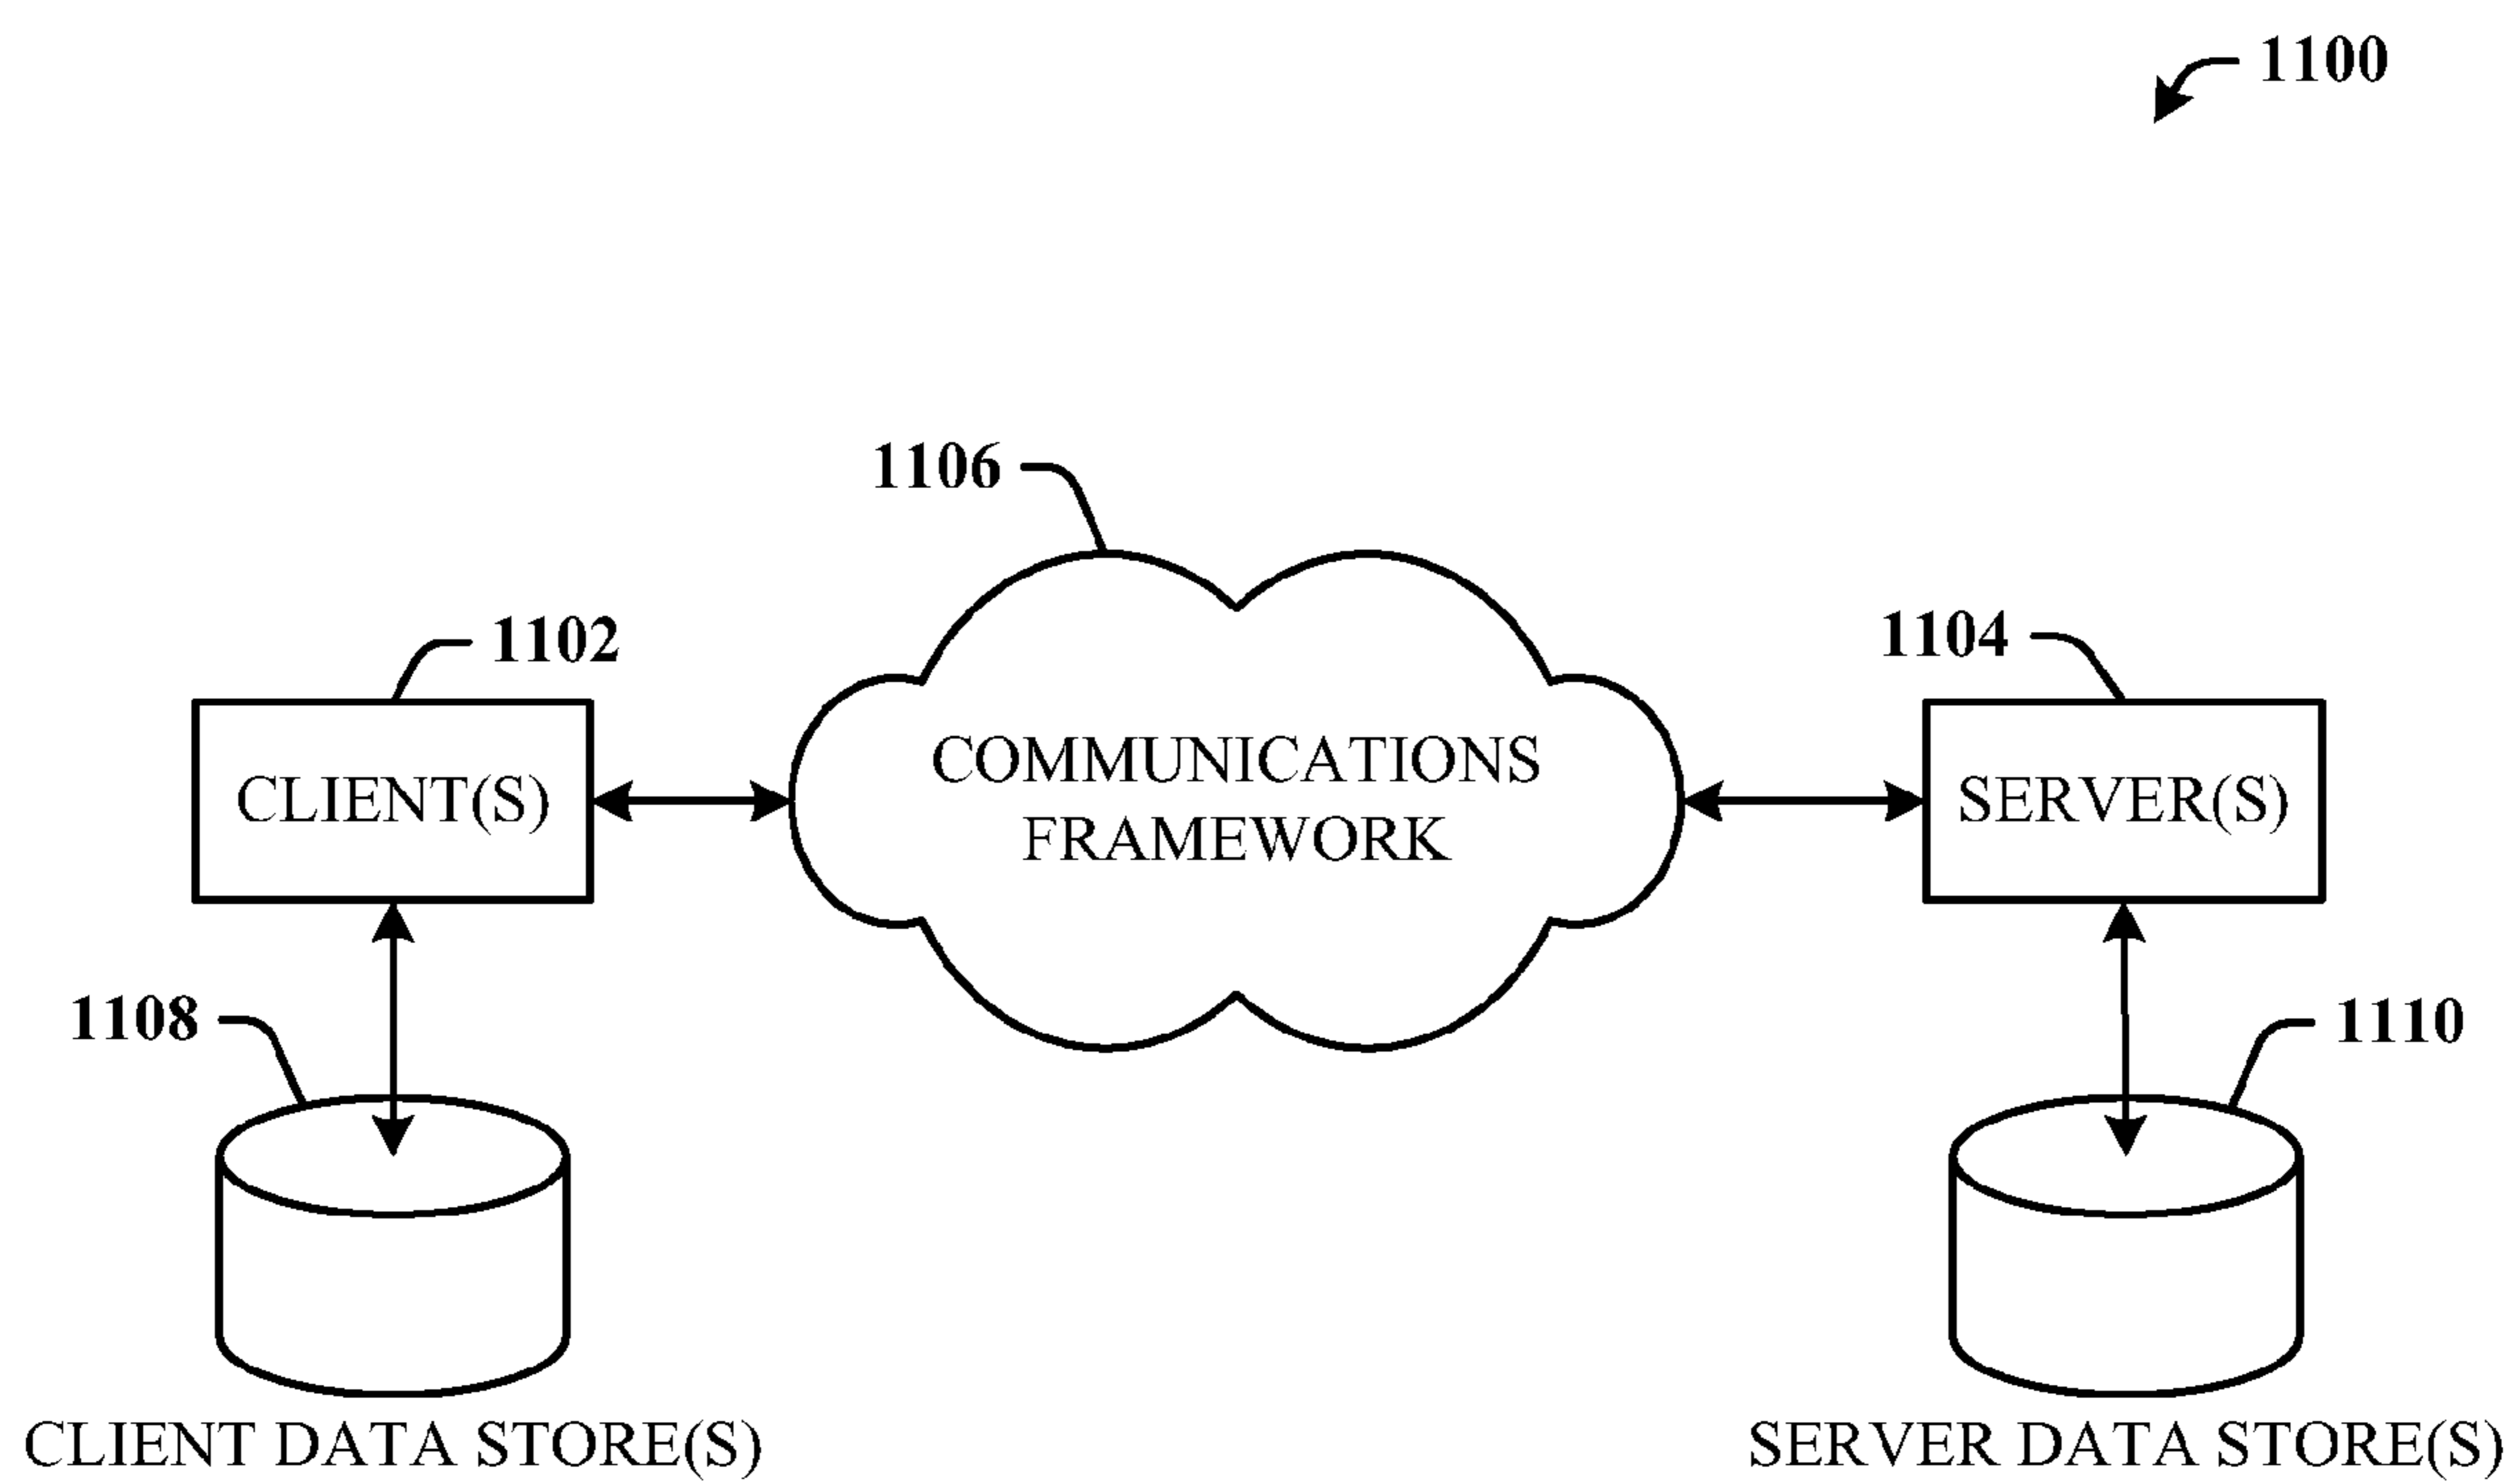 1100
1106
1102
1104
COMMUNICATIONS
FRAMEWORK
CLIENT(S)
SERVER(S)
1108
1110
CLIENT DATA STORE(S)
SERVER DATA STORE(S)